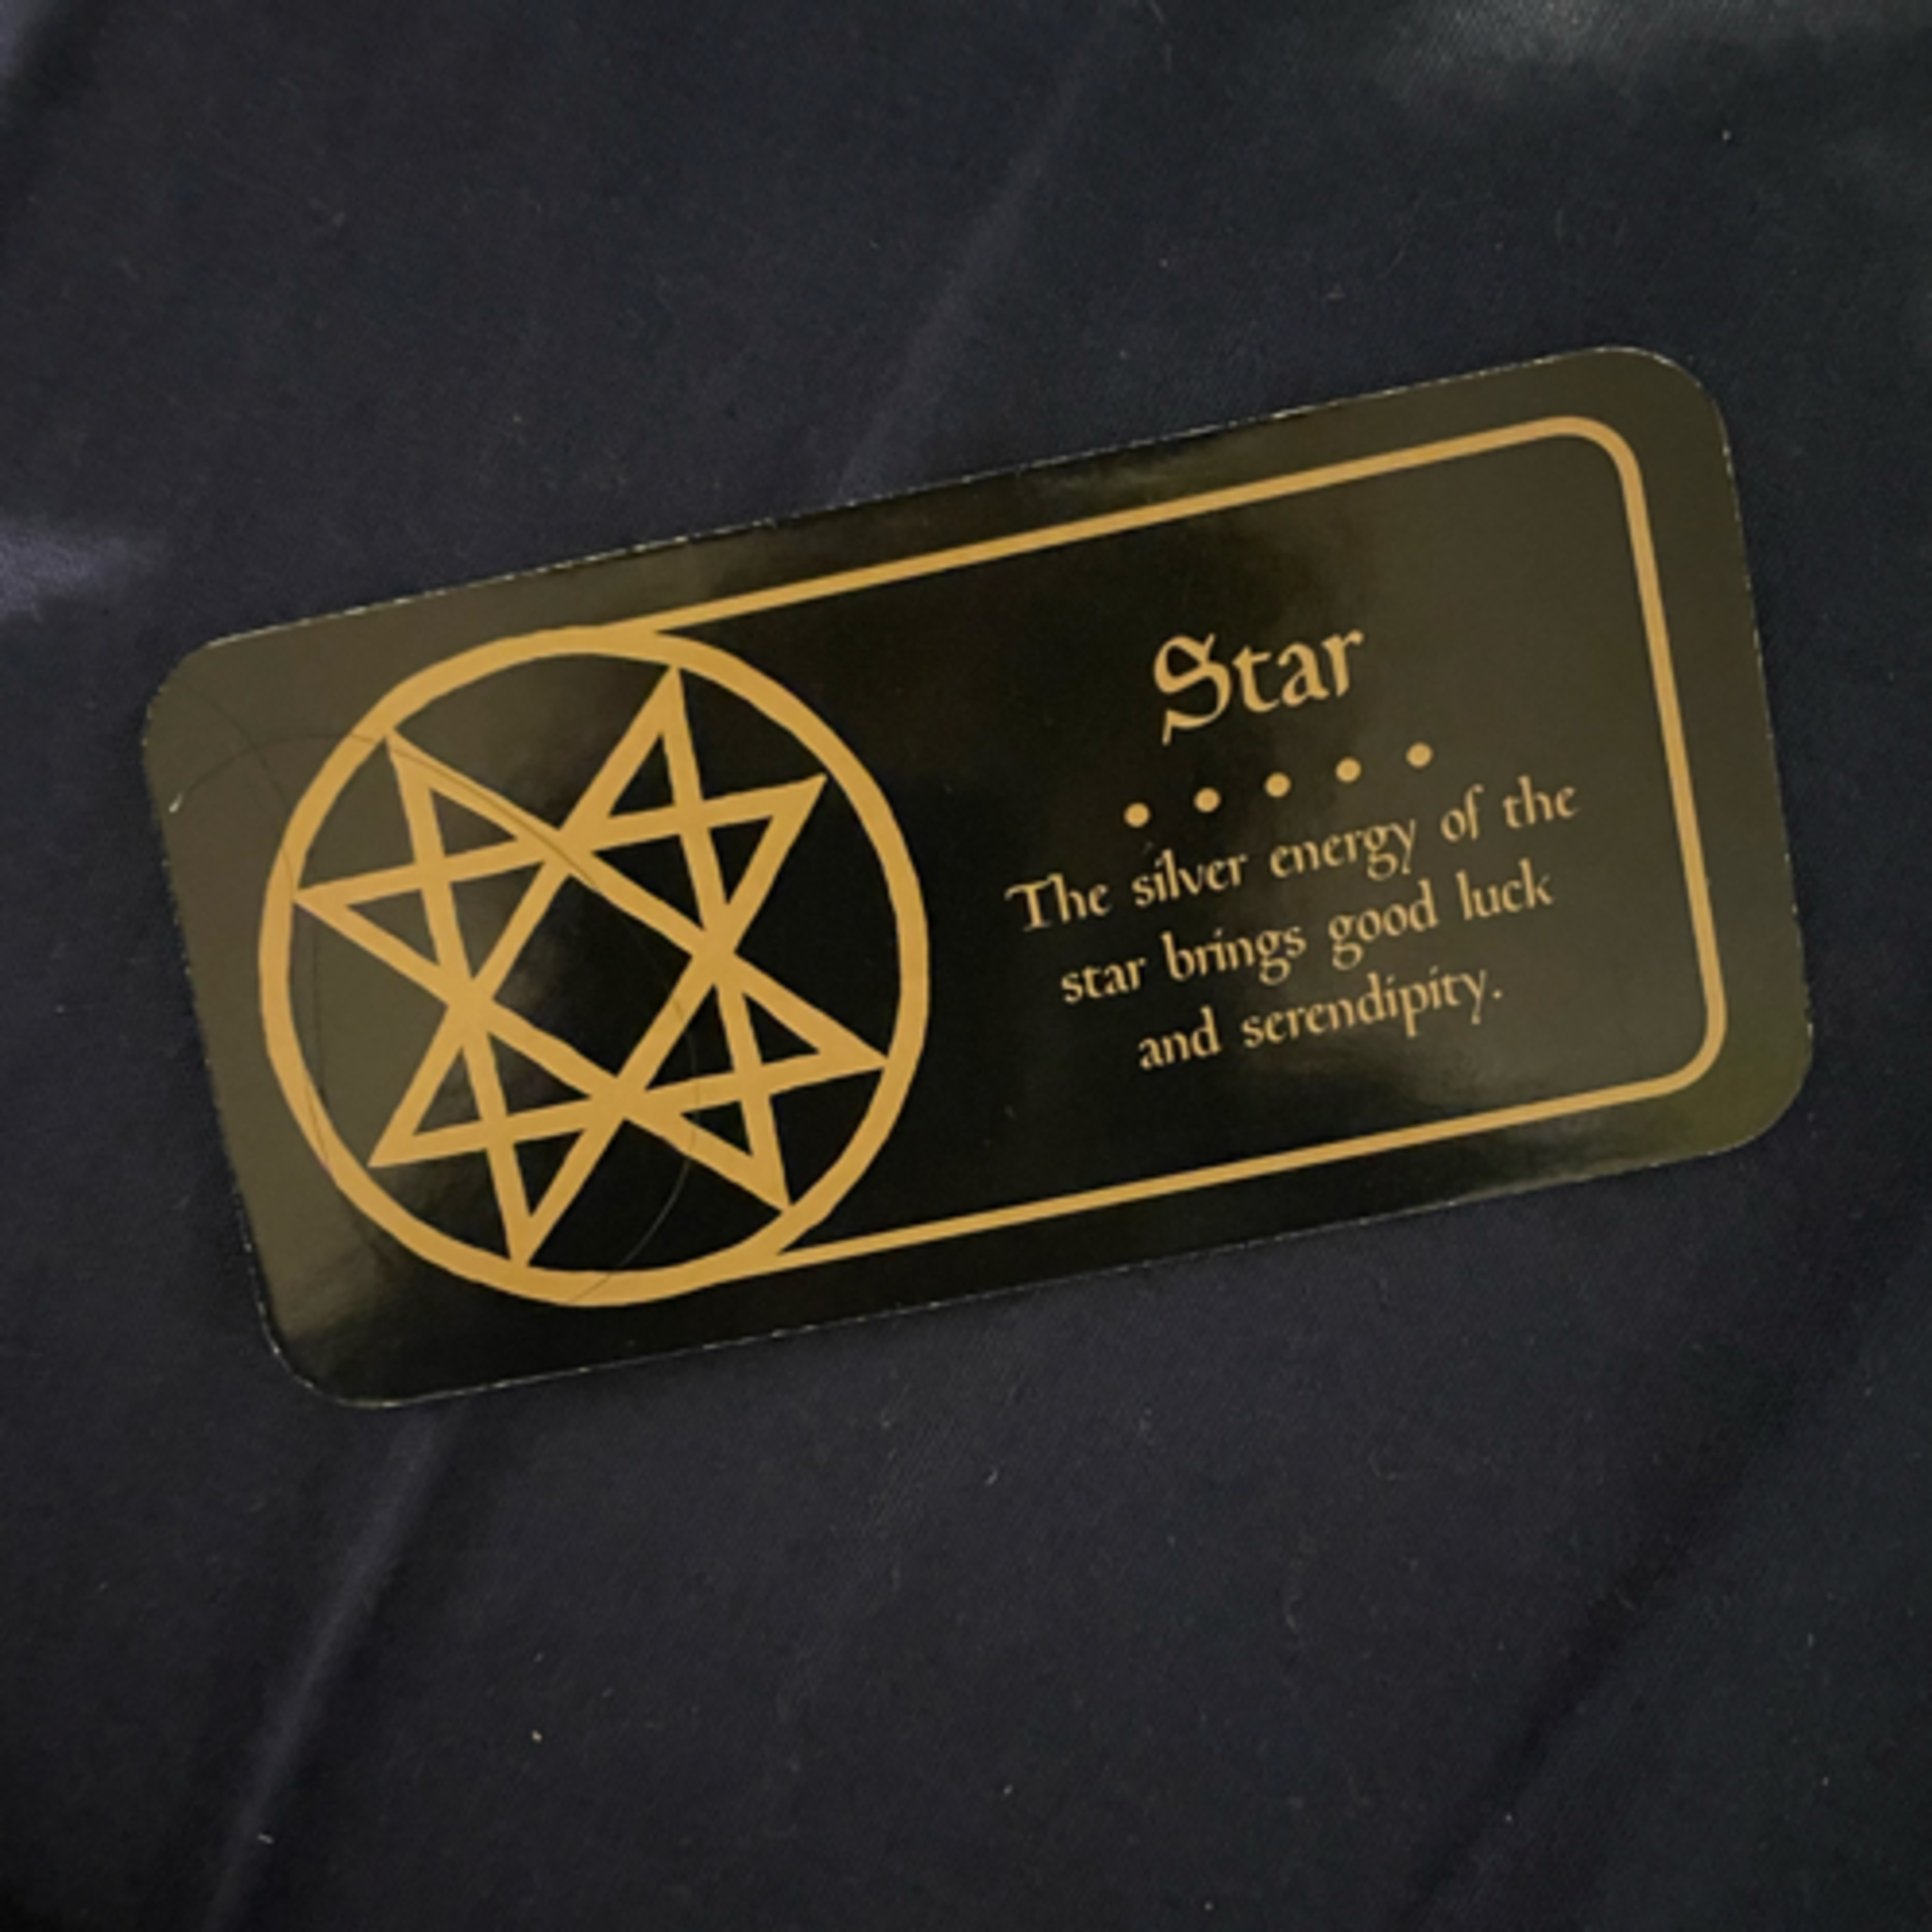 Star
The silver energy of the
star brings good luck
and serendipity.